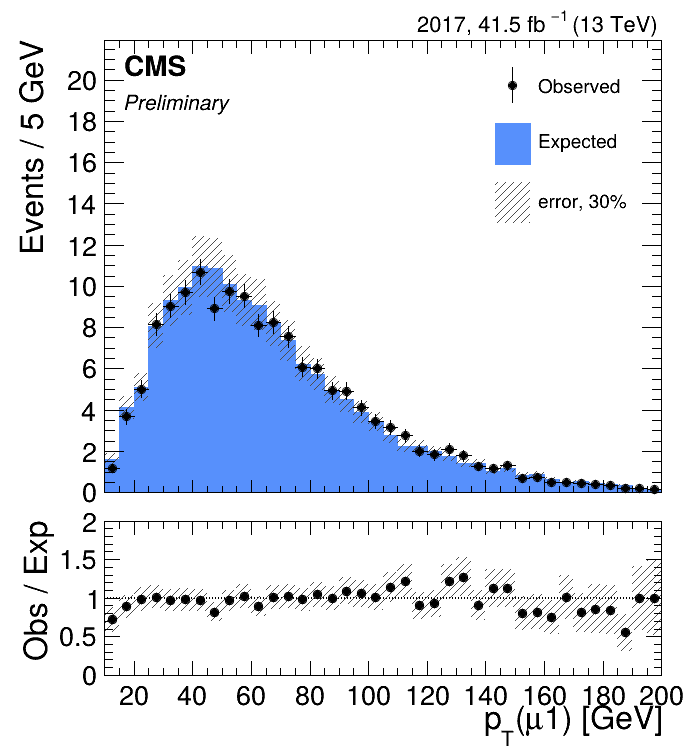 2017, 41.5 fb⁻¹ (13 TeV)
CMS
Preliminary
Observed
Expected
error, 30%
Events / 5 GeV
20
18
16
14
12
10
8
6
4
2
0
Obs / Exp
2
1.5
1
0.5
0
20 40 60 80 100 120 140 160 180 200
p_T(μ1) [GeV]